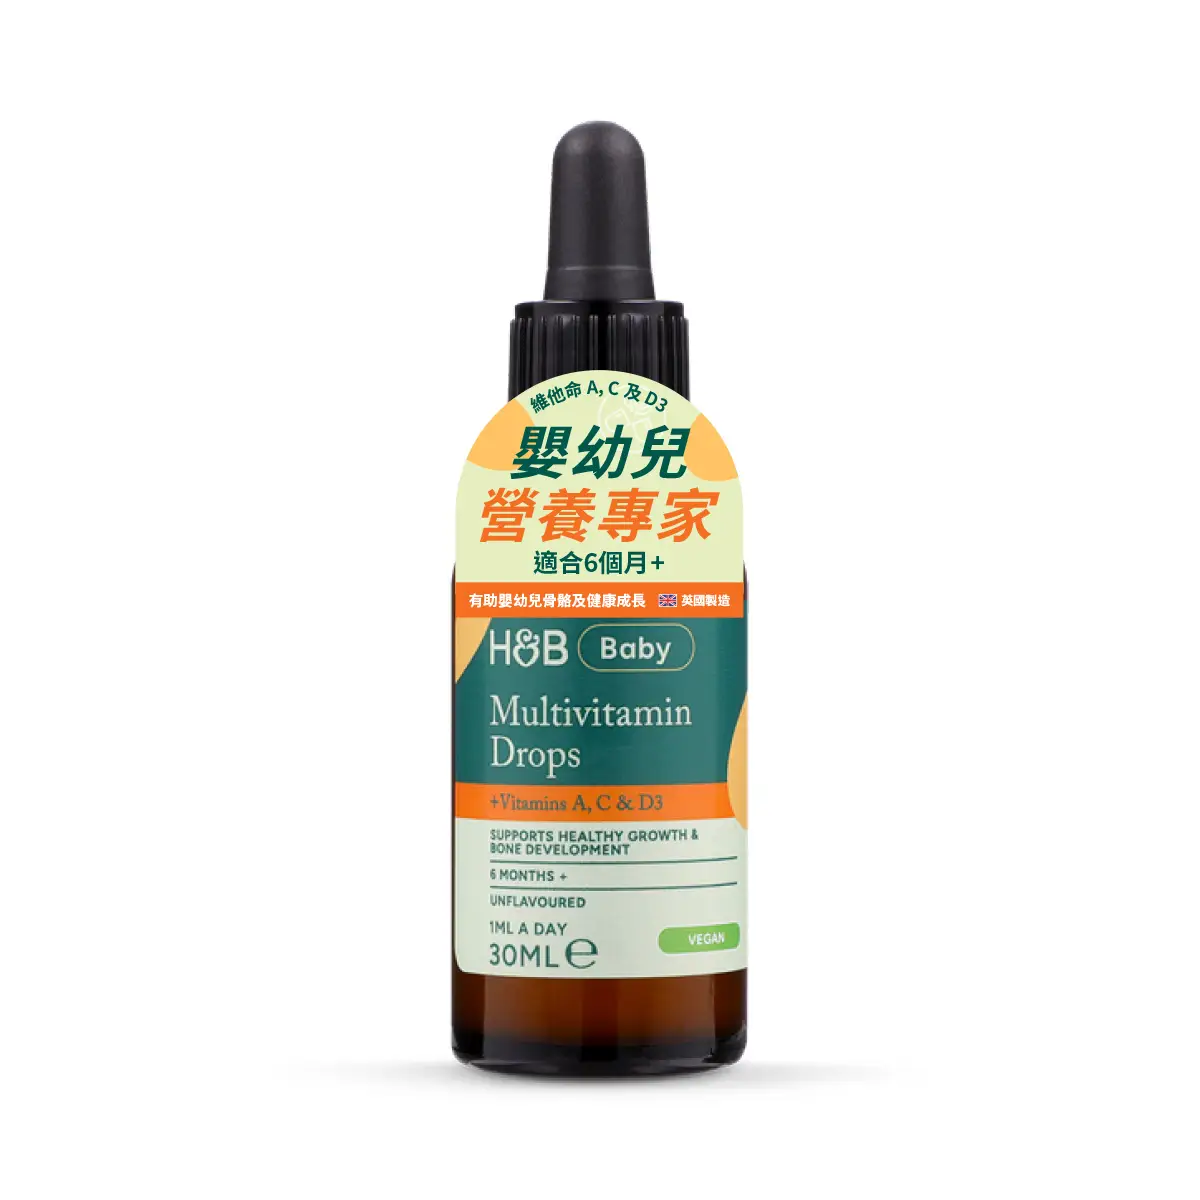 維他命 A, C 及 D3
嬰幼兒
營養專家
適合6個月+
有助嬰幼兒骨骼及健康成長 英國製造
H&B Baby
Multivitamin
Drops
+Vitamins A, C & D3
SUPPORTS HEALTHY GROWTH &
BONE DEVELOPMENT
6 MONTHS +
UNFLAVOURED
1ML A DAY
30ML e
VEGAN